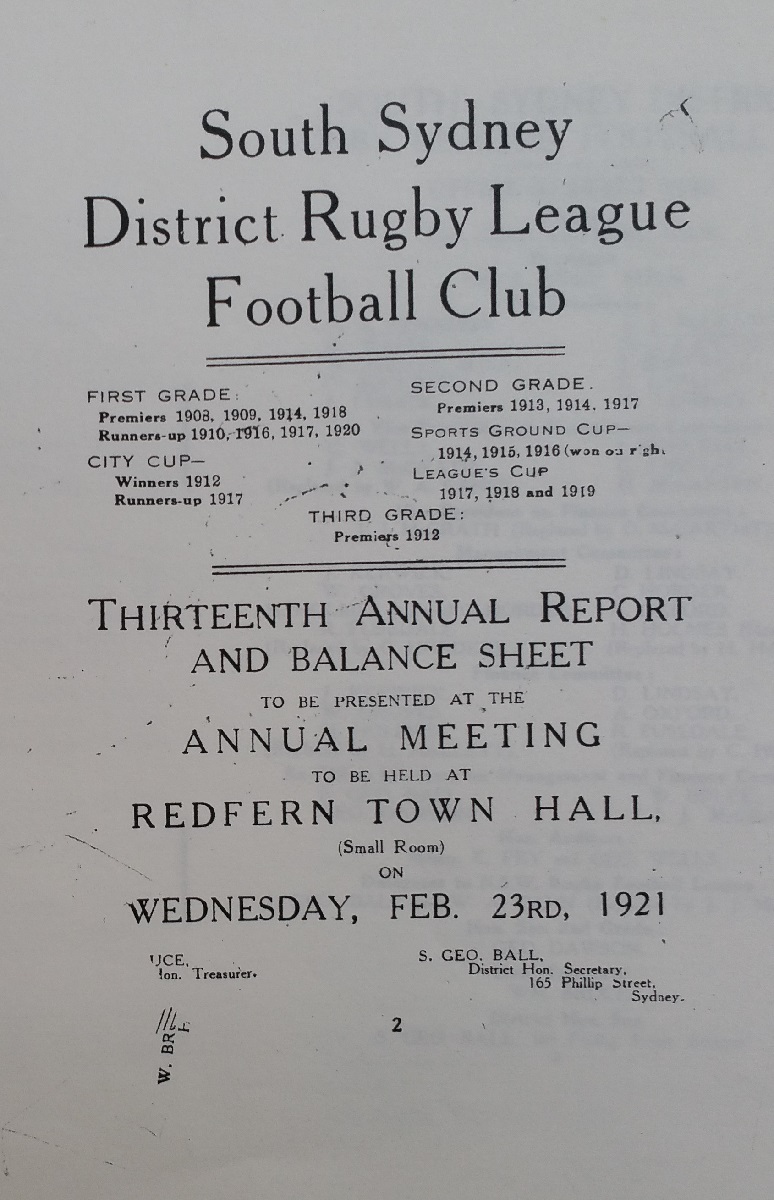 South Sydney
District Rugby League
Football Club
FIRST GRADE:
Premiers 1908, 1909, 1914, 1918
Runners-up 1910, 1916, 1917, 1920
CITY CUP—
Winners 1912
Runners-up 1917
SECOND GRADE.
Premiers 1913, 1914, 1917
SPORTS GROUND CUP—
1914, 1915, 1916 (won
LEAGUE'S CUP
1917, 1918 and 1919
THIRD GRADE:
Premiers 1912
THIRTEENTH ANNUAL REPORT
AND BALANCE SHEET
TO BE PRESENTED AT THE
ANNUAL MEETING
TO BE HELD AT
REDFERN TOWN HALL,
(Small Room)
ON
WEDNESDAY, FEB. 23RD, 1921
UCE,
Hon. Treasurer.
S. GEO. BALL,
District Hon. Secretary,
165 Phillip Street,
Sydney.
W. BR
2